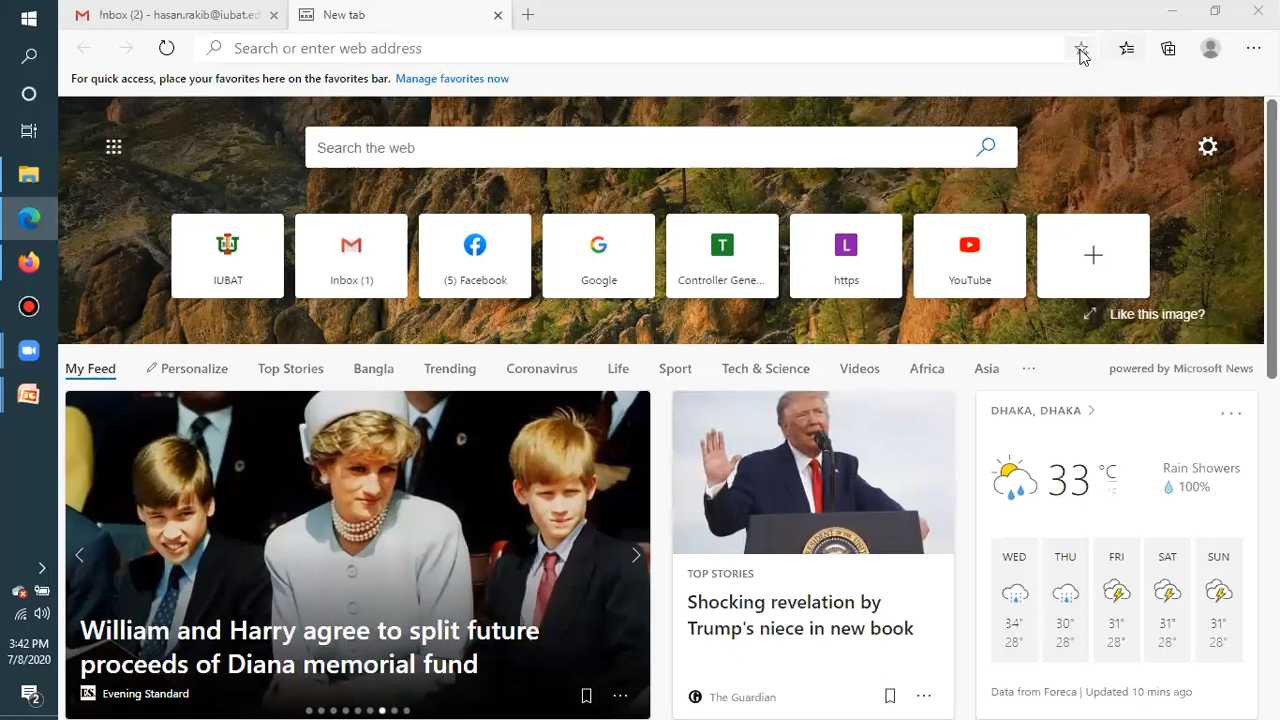 Inbox (2) - hasan.rakib@iubat.ed
New tab
Search or enter web address
For quick access, place your favorites here on the favorites bar. Manage favorites now
Search the web
IUBAT
Inbox (1)
(5) Facebook
Google
T
Controller Gene...
L
https
YouTube
Like this image?
My Feed
Personalize
Top Stories
Bangla
Trending
Coronavirus
Life
Sport
Tech & Science
Videos
Africa
Asia
powered by Microsoft News
William and Harry agree to split future
proceeds of Diana memorial fund
ES Evening Standard
TOP STORIES
Shocking revelation by
Trump's niece in new book
The Guardian
DHAKA, DHAKA
33 °C
Rain Showers
100%
WED THU FRI SAT SUN
34° 30° 31° 31° 31°
28° 28° 28° 28° 28°
Data from Foreca | Updated 10 mins ago
3:42 PM
7/8/2020
2